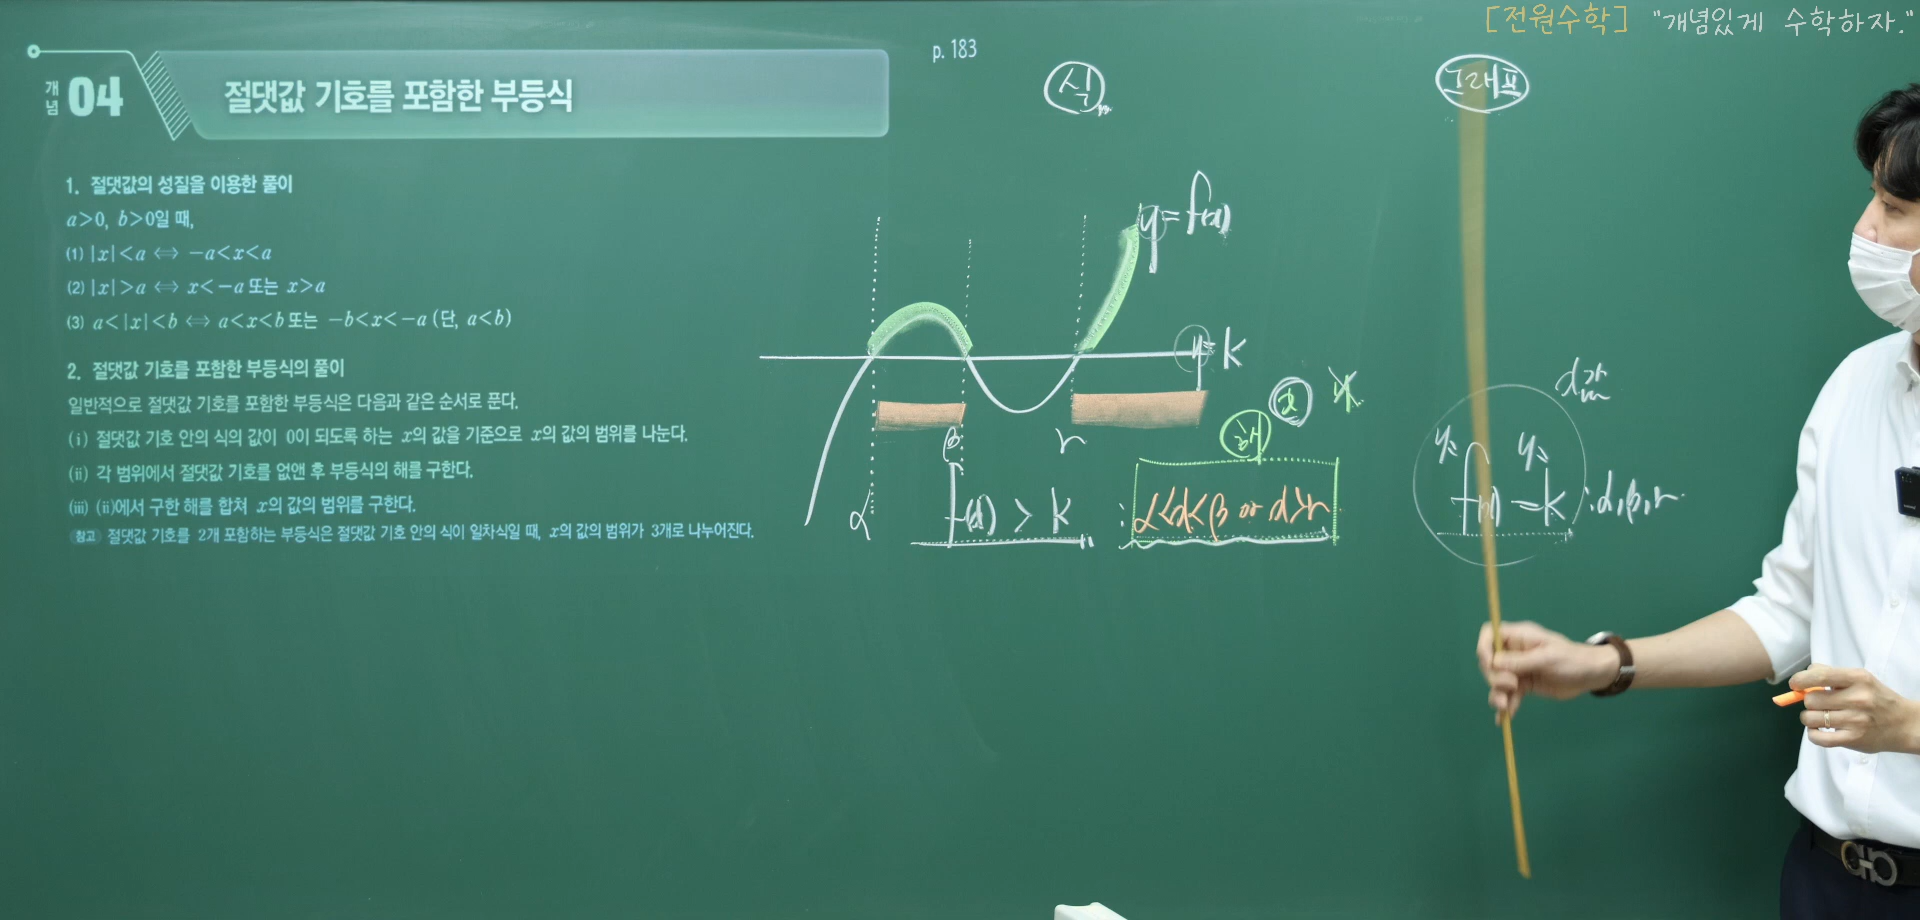 [전원수학] "개념있게 수학하자."
개념 04 절댓값 기호를 포함한 부등식
p. 183
1. 절댓값의 성질을 이용한 풀이
a>0, b>0일 때,
(1) |x|<a ⇔ -a<x<a
(2) |x|>a ⇔ x<-a 또는 x>a
(3) a<|x|<b ⇔ a<x<b 또는 -b<x<-a (단, a<b)
2. 절댓값 기호를 포함한 부등식의 풀이
일반적으로 절댓값 기호를 포함한 부등식은 다음과 같은 순서로 푼다.
(ⅰ) 절댓값 기호 안의 식의 값이 0이 되도록 하는 x의 값을 기준으로 x의 값의 범위를 나눈다.
(ⅱ) 각 범위에서 절댓값 기호를 없앤 후 부등식의 해를 구한다.
(ⅲ) (ⅱ)에서 구한 해를 합쳐 x의 값의 범위를 구한다.
참고 절댓값 기호를 2개 포함하는 부등식은 절댓값 기호 안의 식이 일차식일 때, x의 값의 범위가 3개로 나누어진다.
식
그래프
y=f(x)
y=k
α
β
r
해
x
f(x) > k : α<x<β or x>r
x값
y= y=
f(x) = k : α, β, r